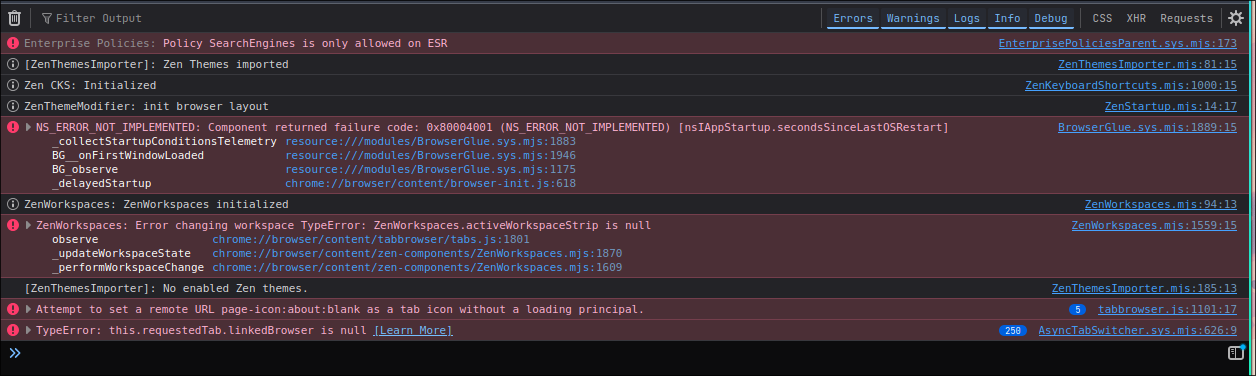 Filter Output Errors Warnings Logs Info Debug CSS XHR Requests
Enterprise Policies: Policy SearchEngines is only allowed on ESR EnterprisePoliciesParent.sys.mjs:173
[ZenThemesImporter]: Zen Themes imported ZenThemesImporter.mjs:81:15
Zen CKS: Initialized ZenKeyboardShortcuts.mjs:1000:15
ZenThemeModifier: init browser layout ZenStartup.mjs:14:17
NS_ERROR_NOT_IMPLEMENTED: Component returned failure code: 0x80004001 (NS_ERROR_NOT_IMPLEMENTED) [nsIAppStartup.secondsSinceLastOSRestart] BrowserGlue.sys.mjs:1889:15
_collectStartupConditionsTelemetry resource:///modules/BrowserGlue.sys.mjs:1883
BG__onFirstWindowLoaded resource:///modules/BrowserGlue.sys.mjs:1946
BG_observe resource:///modules/BrowserGlue.sys.mjs:1175
_delayedStartup chrome://browser/content/browser-init.js:618
ZenWorkspaces: ZenWorkspaces initialized ZenWorkspaces.mjs:94:13
ZenWorkspaces: Error changing workspace TypeError: ZenWorkspaces.activeWorkspaceStrip is null ZenWorkspaces.mjs:1559:15
observe chrome://browser/content/tabbrowser/tabs.js:1801
_updateWorkspaceState chrome://browser/content/zen-components/ZenWorkspaces.mjs:1870
_performWorkspaceChange chrome://browser/content/zen-components/ZenWorkspaces.mjs:1609
[ZenThemesImporter]: No enabled Zen themes. ZenThemesImporter.mjs:185:13
Attempt to set a remote URL page-icon:about:blank as a tab icon without a loading principal. 5 tabbrowser.js:1101:17
TypeError: this.requestedTab.linkedBrowser is null [Learn More] 250 AsyncTabSwitcher.sys.mjs:626:9